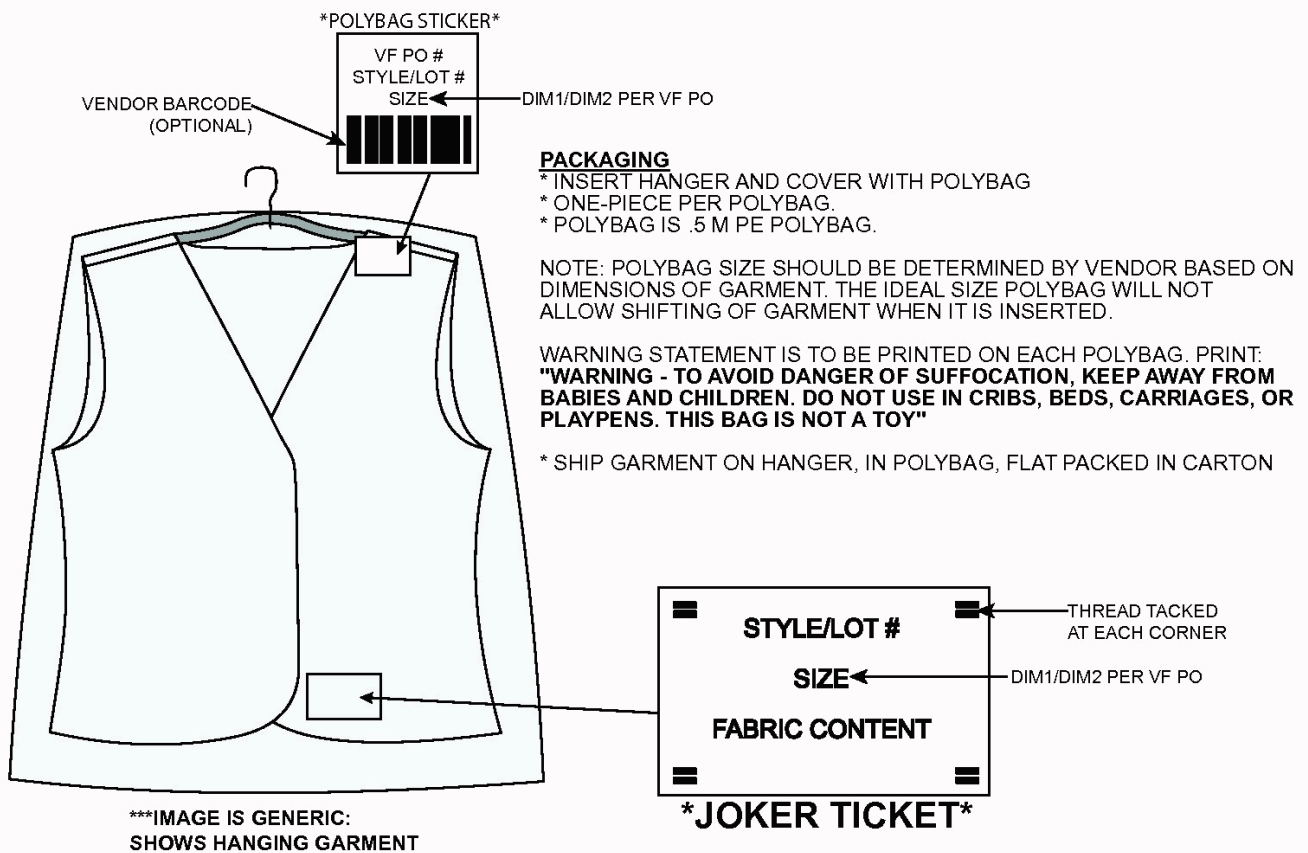 *POLYBAG STICKER*
VF PO #
STYLE/LOT #
SIZE
DIM1/DIM2 PER VF PO
VENDOR BARCODE
(OPTIONAL)
PACKAGING
* INSERT HANGER AND COVER WITH POLYBAG
* ONE-PIECE PER POLYBAG.
* POLYBAG IS .5 M PE POLYBAG.
NOTE: POLYBAG SIZE SHOULD BE DETERMINED BY VENDOR BASED ON
DIMENSIONS OF GARMENT. THE IDEAL SIZE POLYBAG WILL NOT
ALLOW SHIFTING OF GARMENT WHEN IT IS INSERTED.
WARNING STATEMENT IS TO BE PRINTED ON EACH POLYBAG. PRINT:
"WARNING - TO AVOID DANGER OF SUFFOCATION, KEEP AWAY FROM
BABIES AND CHILDREN. DO NOT USE IN CRIBS, BEDS, CARRIAGES, OR
PLAYPENS. THIS BAG IS NOT A TOY"
* SHIP GARMENT ON HANGER, IN POLYBAG, FLAT PACKED IN CARTON
STYLE/LOT #
SIZE
FABRIC CONTENT
THREAD TACKED
AT EACH CORNER
DIM1/DIM2 PER VF PO
*JOKER TICKET*
***IMAGE IS GENERIC:
SHOWS HANGING GARMENT